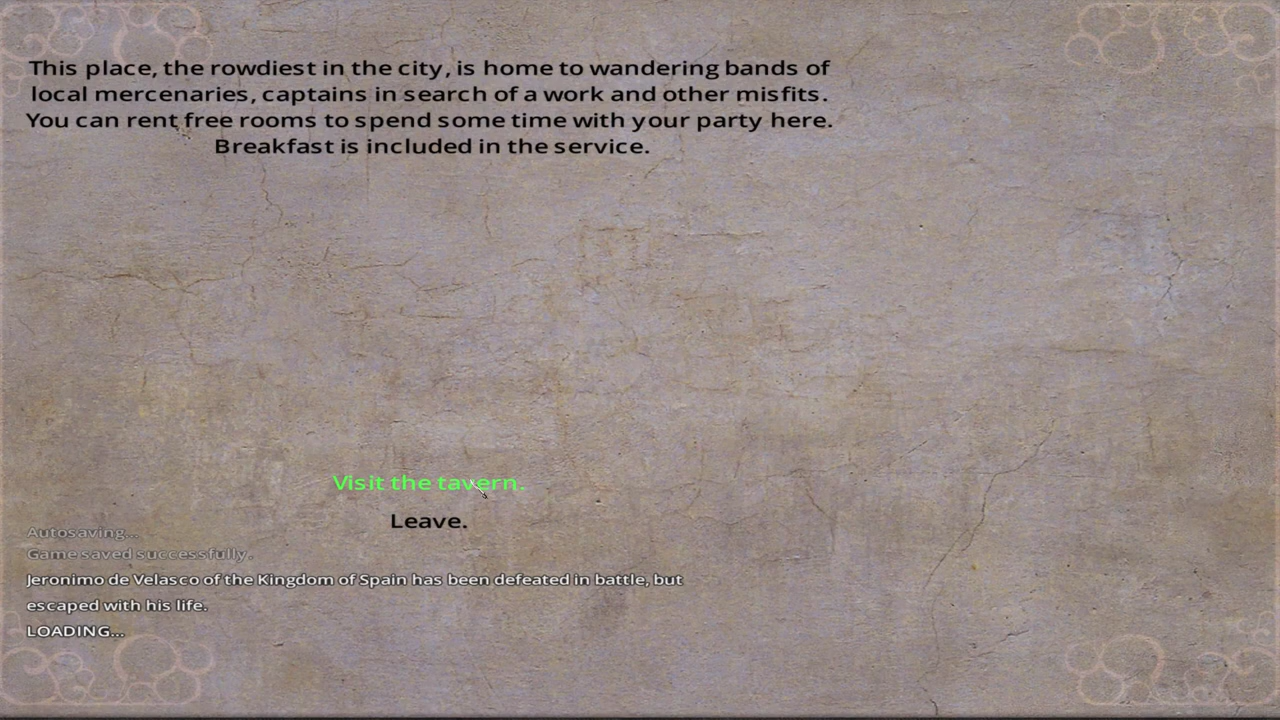 This place, the rowdiest in the city, is home to wandering bands of
local mercenaries, captains in search of a work and other misfits.
You can rent free rooms to spend some time with your party here.
Breakfast is included in the service.
Visit the tavern.
Leave.
Autosaving...
Game saved successfully.
Jeronimo de Velasco of the Kingdom of Spain has been defeated in battle, but
escaped with his life.
LOADING...